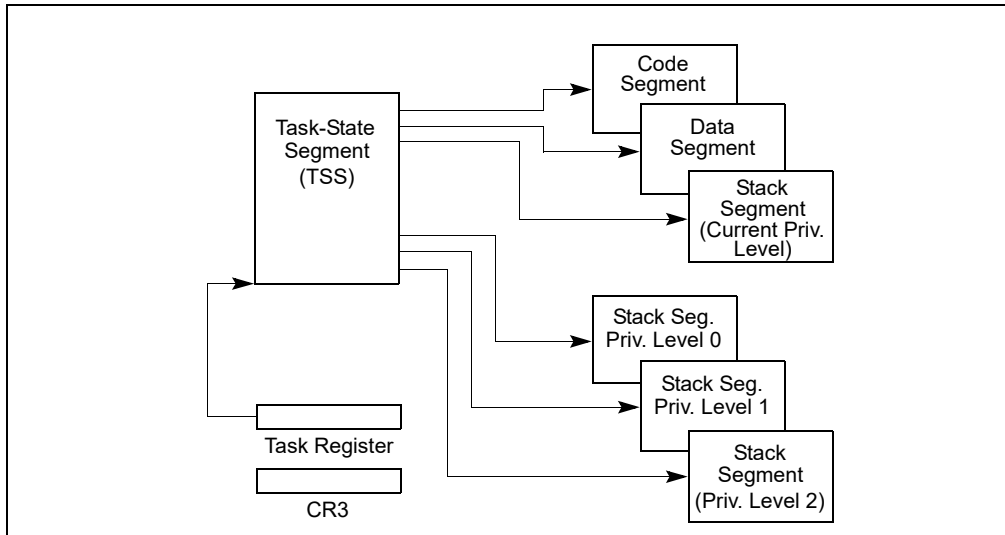 Task-State
Segment
(TSS)
Code
Segment
Data
Segment
Stack
Segment
(Current Priv.
Level)
Stack Seg.
Priv. Level 0
Stack Seg.
Priv. Level 1
Stack
Segment
(Priv. Level 2)
Task Register
CR3